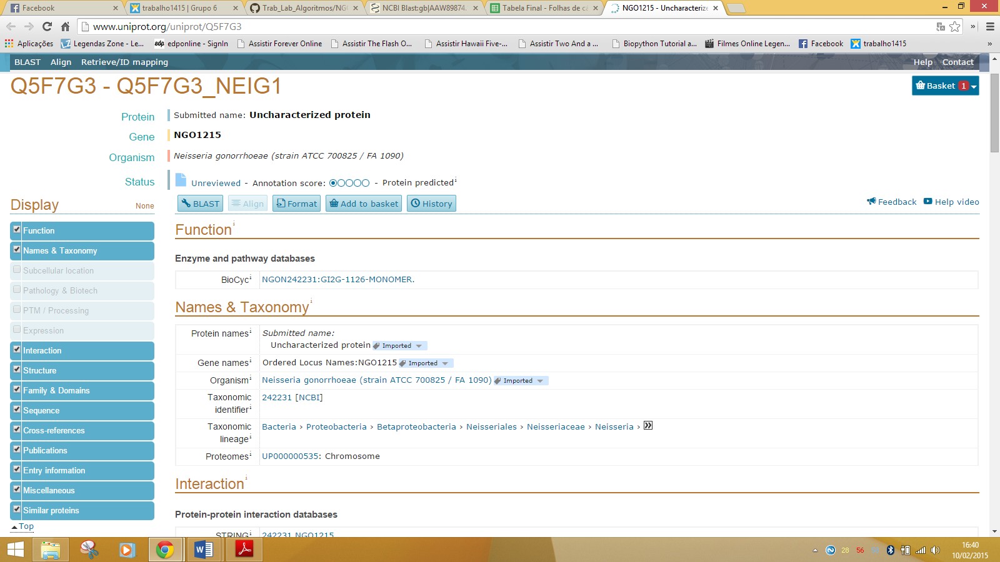 Facebook
trabalho1415 | Grupo 6
Trab_Lab_Algoritmos/NG
NCBI Blast:gb|AAW89874.
Tabela Final - Folhas de cá
NGO1215 - Uncharacterize
www.uniprot.org/uniprot/Q5F7G3
Aplicações
Legendas Zone - Le...
edp edponline - SignIn
Assistir Forever Online
Assistir The Flash O...
Assistir Hawaii Five-...
Assistir Two And a ...
Biopython Tutorial a...
Filmes Online Legen...
Facebook
trabalho1415
»
BLAST Align Retrieve/ID mapping
Help Contact
Q5F7G3 - Q5F7G3_NEIG1
Basket 1
Protein
Submitted name: Uncharacterized protein
Gene
NGO1215
Organism
Neisseria gonorrhoeae (strain ATCC 700825 / FA 1090)
Status
Unreviewed - Annotation score: - Protein predicted i
Display
None
BLAST Align Format Add to basket History
Feedback Help video
Function
Names & Taxonomy
Subcellular location
Pathology & Biotech
PTM / Processing
Expression
Interaction
Structure
Family & Domains
Sequence
Cross-references
Publications
Entry information
Miscellaneous
Similar proteins
Top
Function i
Enzyme and pathway databases
BioCyc i NGON242231:GI2G-1126-MONOMER.
Names & Taxonomy i
Protein names i Submitted name:
Uncharacterized protein Imported
Gene names i Ordered Locus Names:NGO1215 Imported
Organism i Neisseria gonorrhoeae (strain ATCC 700825 / FA 1090) Imported
Taxonomic 242231 [NCBI]
identifier i
Taxonomic Bacteria › Proteobacteria › Betaproteobacteria › Neisseriales › Neisseriaceae › Neisseria › »
lineage i
Proteomes i UP000000535: Chromosome
Interaction i
Protein-protein interaction databases
STRING i 242231.NGO1215.
28 56
16:40
10/02/2015